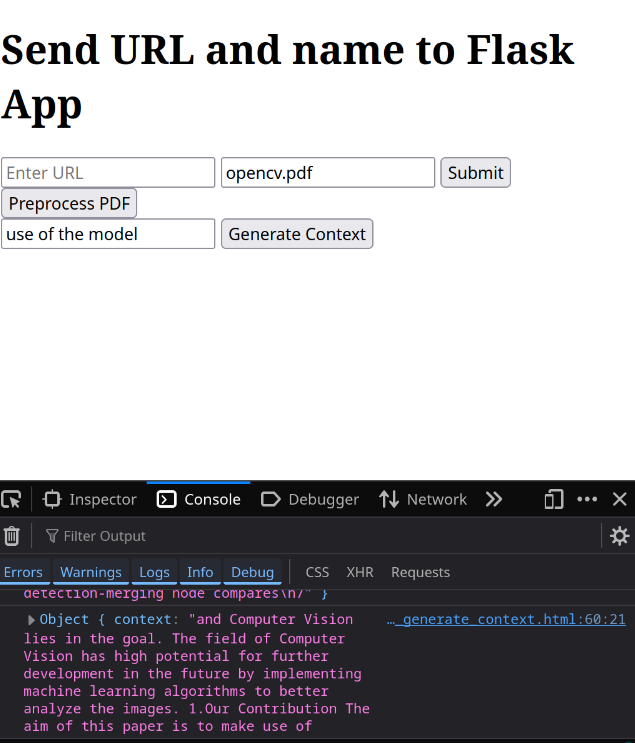 Send URL and name to Flask
App
Enter URL opencv.pdf Submit
Preprocess PDF
use of the model Generate Context
Inspector Console Debugger Network
Filter Output
Errors Warnings Logs Info Debug CSS XHR Requests
detection-merging node compares\n7" }
Object { context: "and Computer Vision …_generate_context.html:60:21
lies in the goal. The field of Computer
Vision has high potential for further
development in the future by implementing
machine learning algorithms to better
analyze the images. 1.Our Contribution The
aim of this paper is to make use of